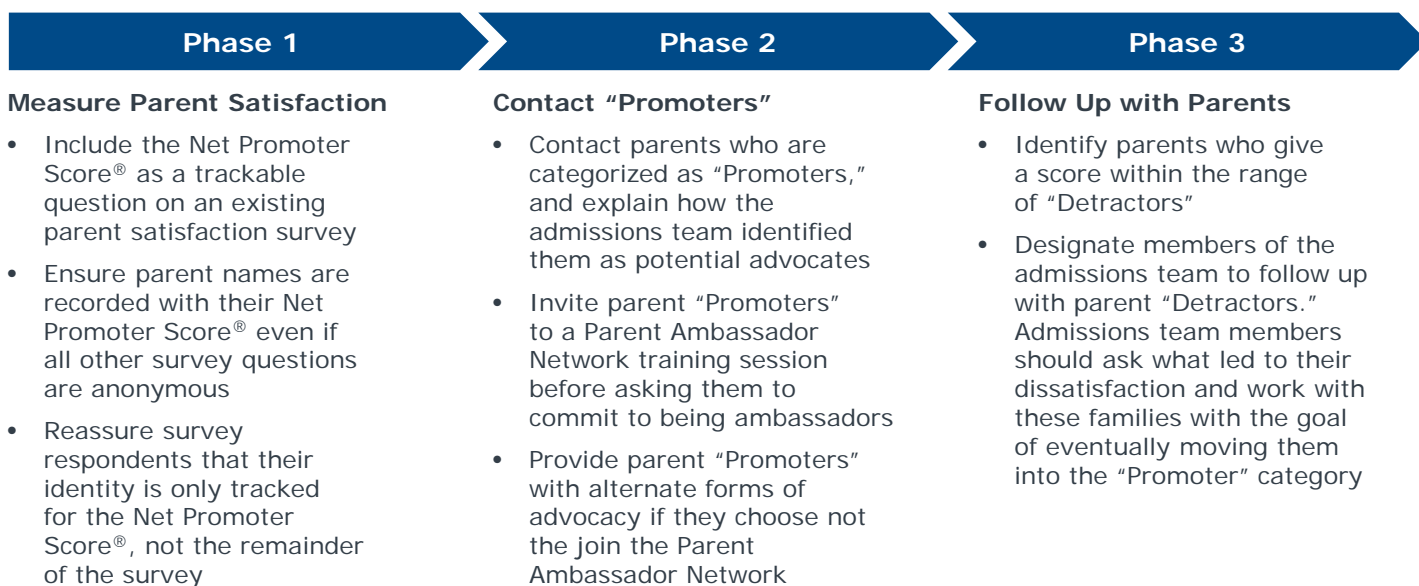 Phase 1
Phase 2
Phase 3
Measure Parent Satisfaction
• Include the Net Promoter
Score® as a trackable
question on an existing
parent satisfaction survey
• Ensure parent names are
recorded with their Net
Promoter Score® even if
all other survey questions
are anonymous
• Reassure survey
respondents that their
identity is only tracked
for the Net Promoter
Score®, not the remainder
of the survey
Contact “Promoters”
• Contact parents who are
categorized as “Promoters,”
and explain how the
admissions team identified
them as potential advocates
• Invite parent “Promoters”
to a Parent Ambassador
Network training session
before asking them to
commit to being ambassadors
• Provide parent “Promoters”
with alternate forms of
advocacy if they choose not
the join the Parent
Ambassador Network
Follow Up with Parents
• Identify parents who give
a score within the range
of “Detractors”
• Designate members of the
admissions team to follow up
with parent “Detractors.”
Admissions team members
should ask what led to their
dissatisfaction and work with
these families with the goal
of eventually moving them
into the “Promoter” category